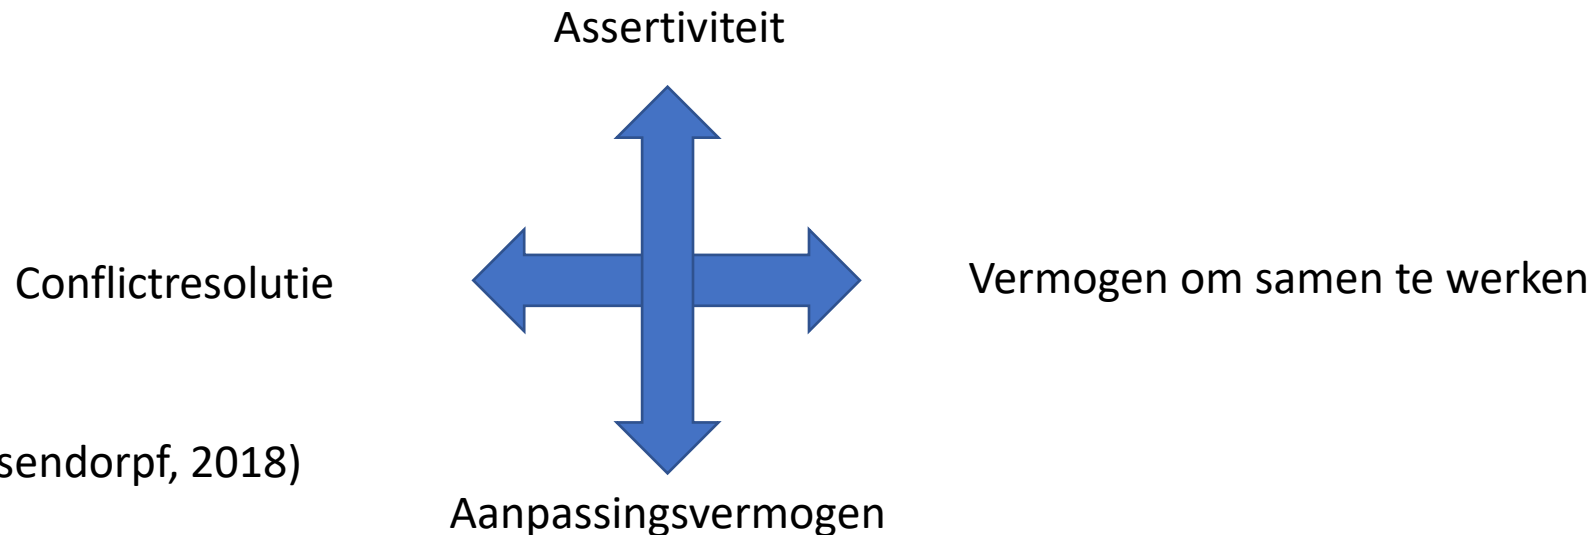 Assertiviteit
Conflictresolutie
Vermogen om samen te werken
sendorpf, 2018)
Aanpassingsvermogen